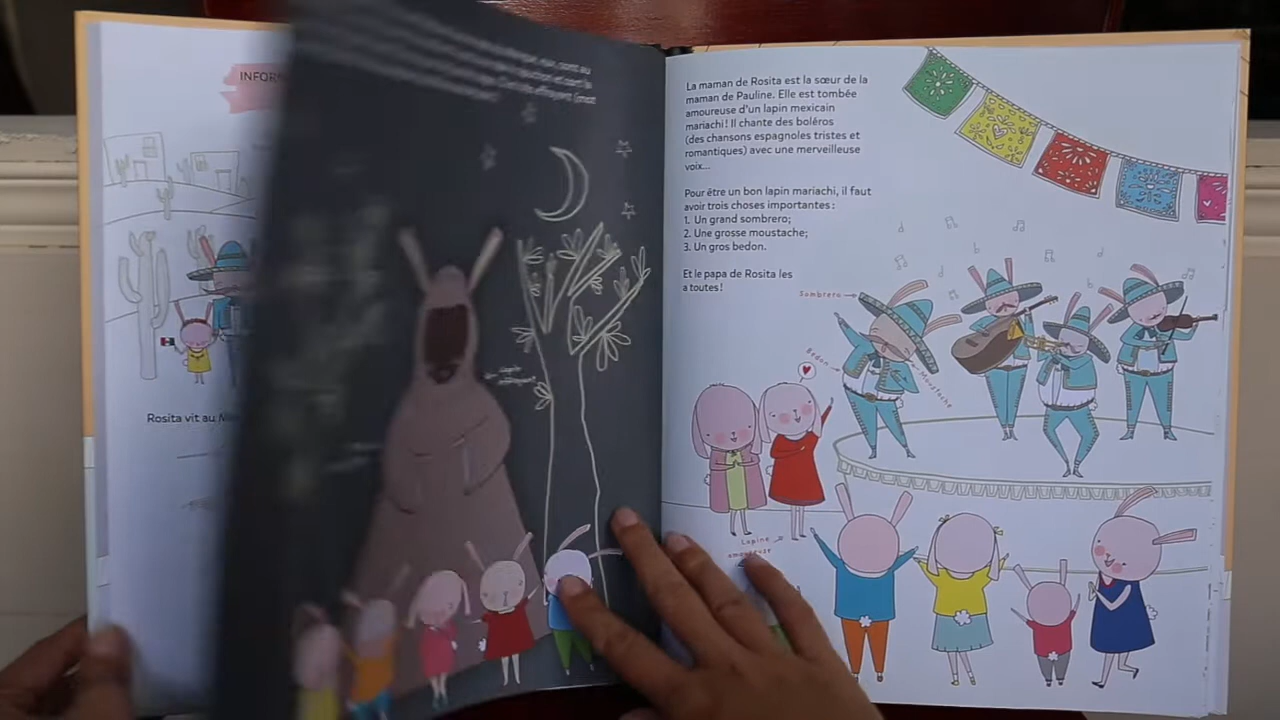 INFOR
Rosita vit au
La maman de Rosita est la sœur de la
maman de Pauline. Elle est tombée
amoureuse d'un lapin mexicain
mariachi ! Il chante des boléros
(des chansons espagnoles tristes et
romantiques) avec une merveilleuse
voix...
Pour être un bon lapin mariachi, il faut
avoir trois choses importantes :
1. Un grand sombrero;
2. Une grosse moustache;
3. Un gros bedon.
Et le papa de Rosita les
a toutes !
Sombrero
Bedon
Moustache
Lapine
amoureuse